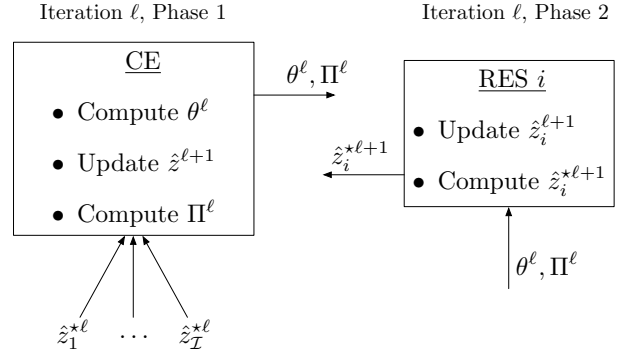 Iteration ℓ, Phase 1
CE
• Compute θ^ℓ
• Update ẑ^{ℓ+1}
• Compute Π^ℓ
ẑ_1^{⋆ℓ} ⋯ ẑ_ℐ^{⋆ℓ}
θ^ℓ, Π^ℓ
Iteration ℓ, Phase 2
RES i
• Update ẑ_i^{ℓ+1}
• Compute ẑ_i^{⋆ℓ+1}
ẑ_i^{⋆ℓ+1}
θ^ℓ, Π^ℓ